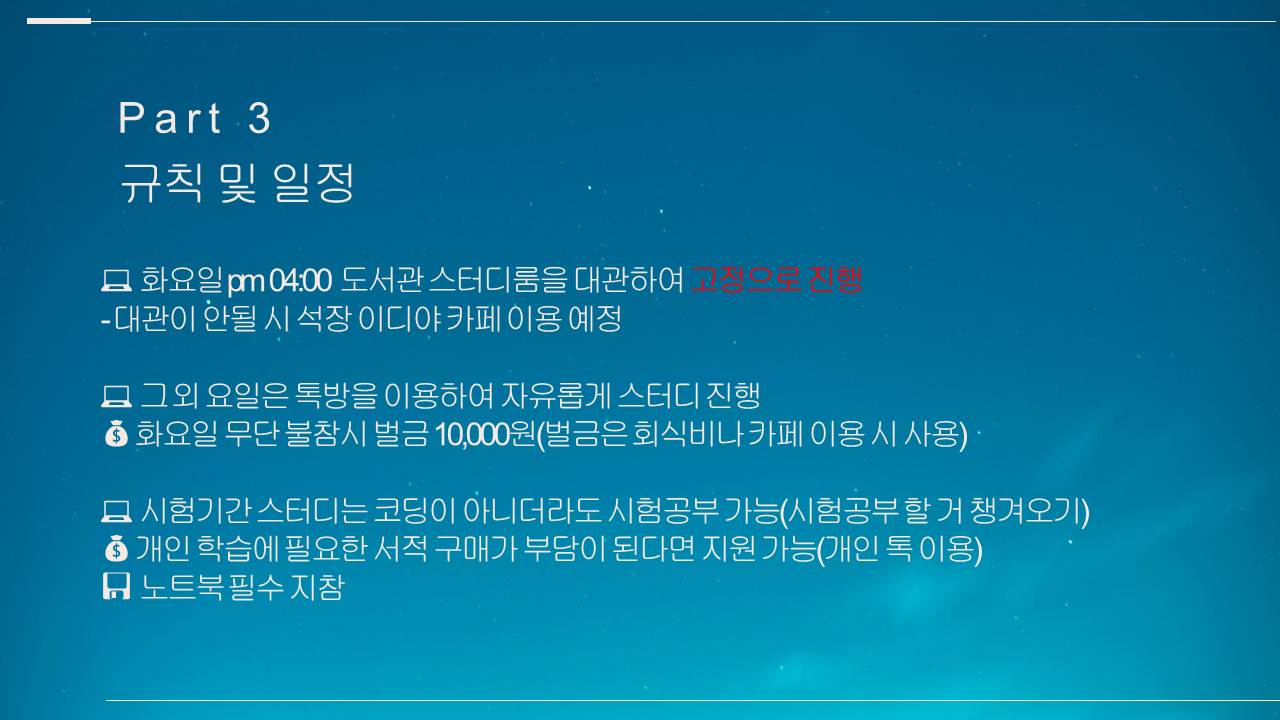 Part 3
규칙 및 일정
💻 화요일 pm 04:00 도서관 스터디룸을 대관하여 고정으로 진행
- 대관이 안될 시 석장 이디야 카페 이용 예정
💻 그 외 요일은 톡방을 이용하여 자유롭게 스터디 진행
💰 화요일 무단 불참시 벌금 10,000원(벌금은 회식비나 카페 이용 시 사용)
💻 시험기간 스터디는 코딩이 아니더라도 시험공부 가능(시험공부 할 거 챙겨오기)
💰 개인 학습에 필요한 서적 구매가 부담이 된다면 지원 가능(개인 톡 이용)
💾 노트북 필수 지참